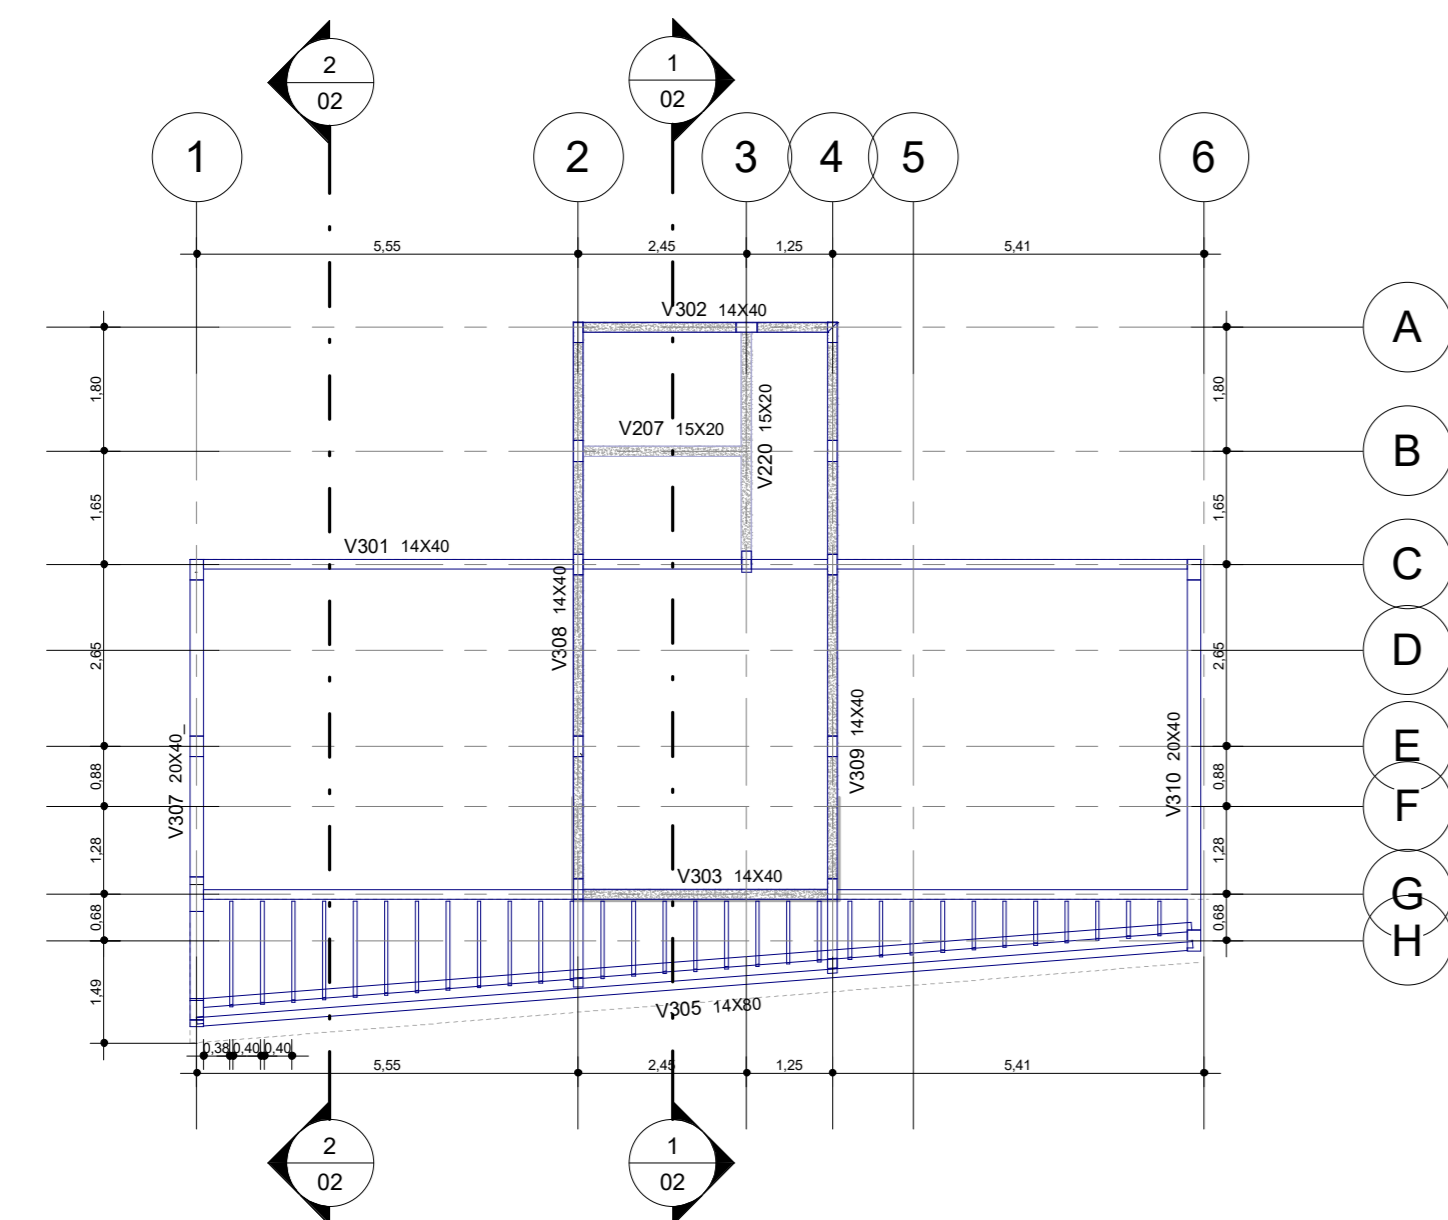 2
02
1
02
1
2
3
4
5
6
5,55
2,45
1,25
5,41
V302 14X40
A
1,80
1,80
V207 15X20
V220 15X20
B
1,65
1,65
V301 14X40
C
V308 14X40
2,65
2,65
D
V309 14X40
V310 20X40
V307 20X40_
E
0,88
0,88
F
1,28
1,28
V303 14X40
G
0,68
0,68
H
1,49
V305 14X80
0,38
0,40
0,40
5,55
2,45
1,25
5,41
2
02
1
02